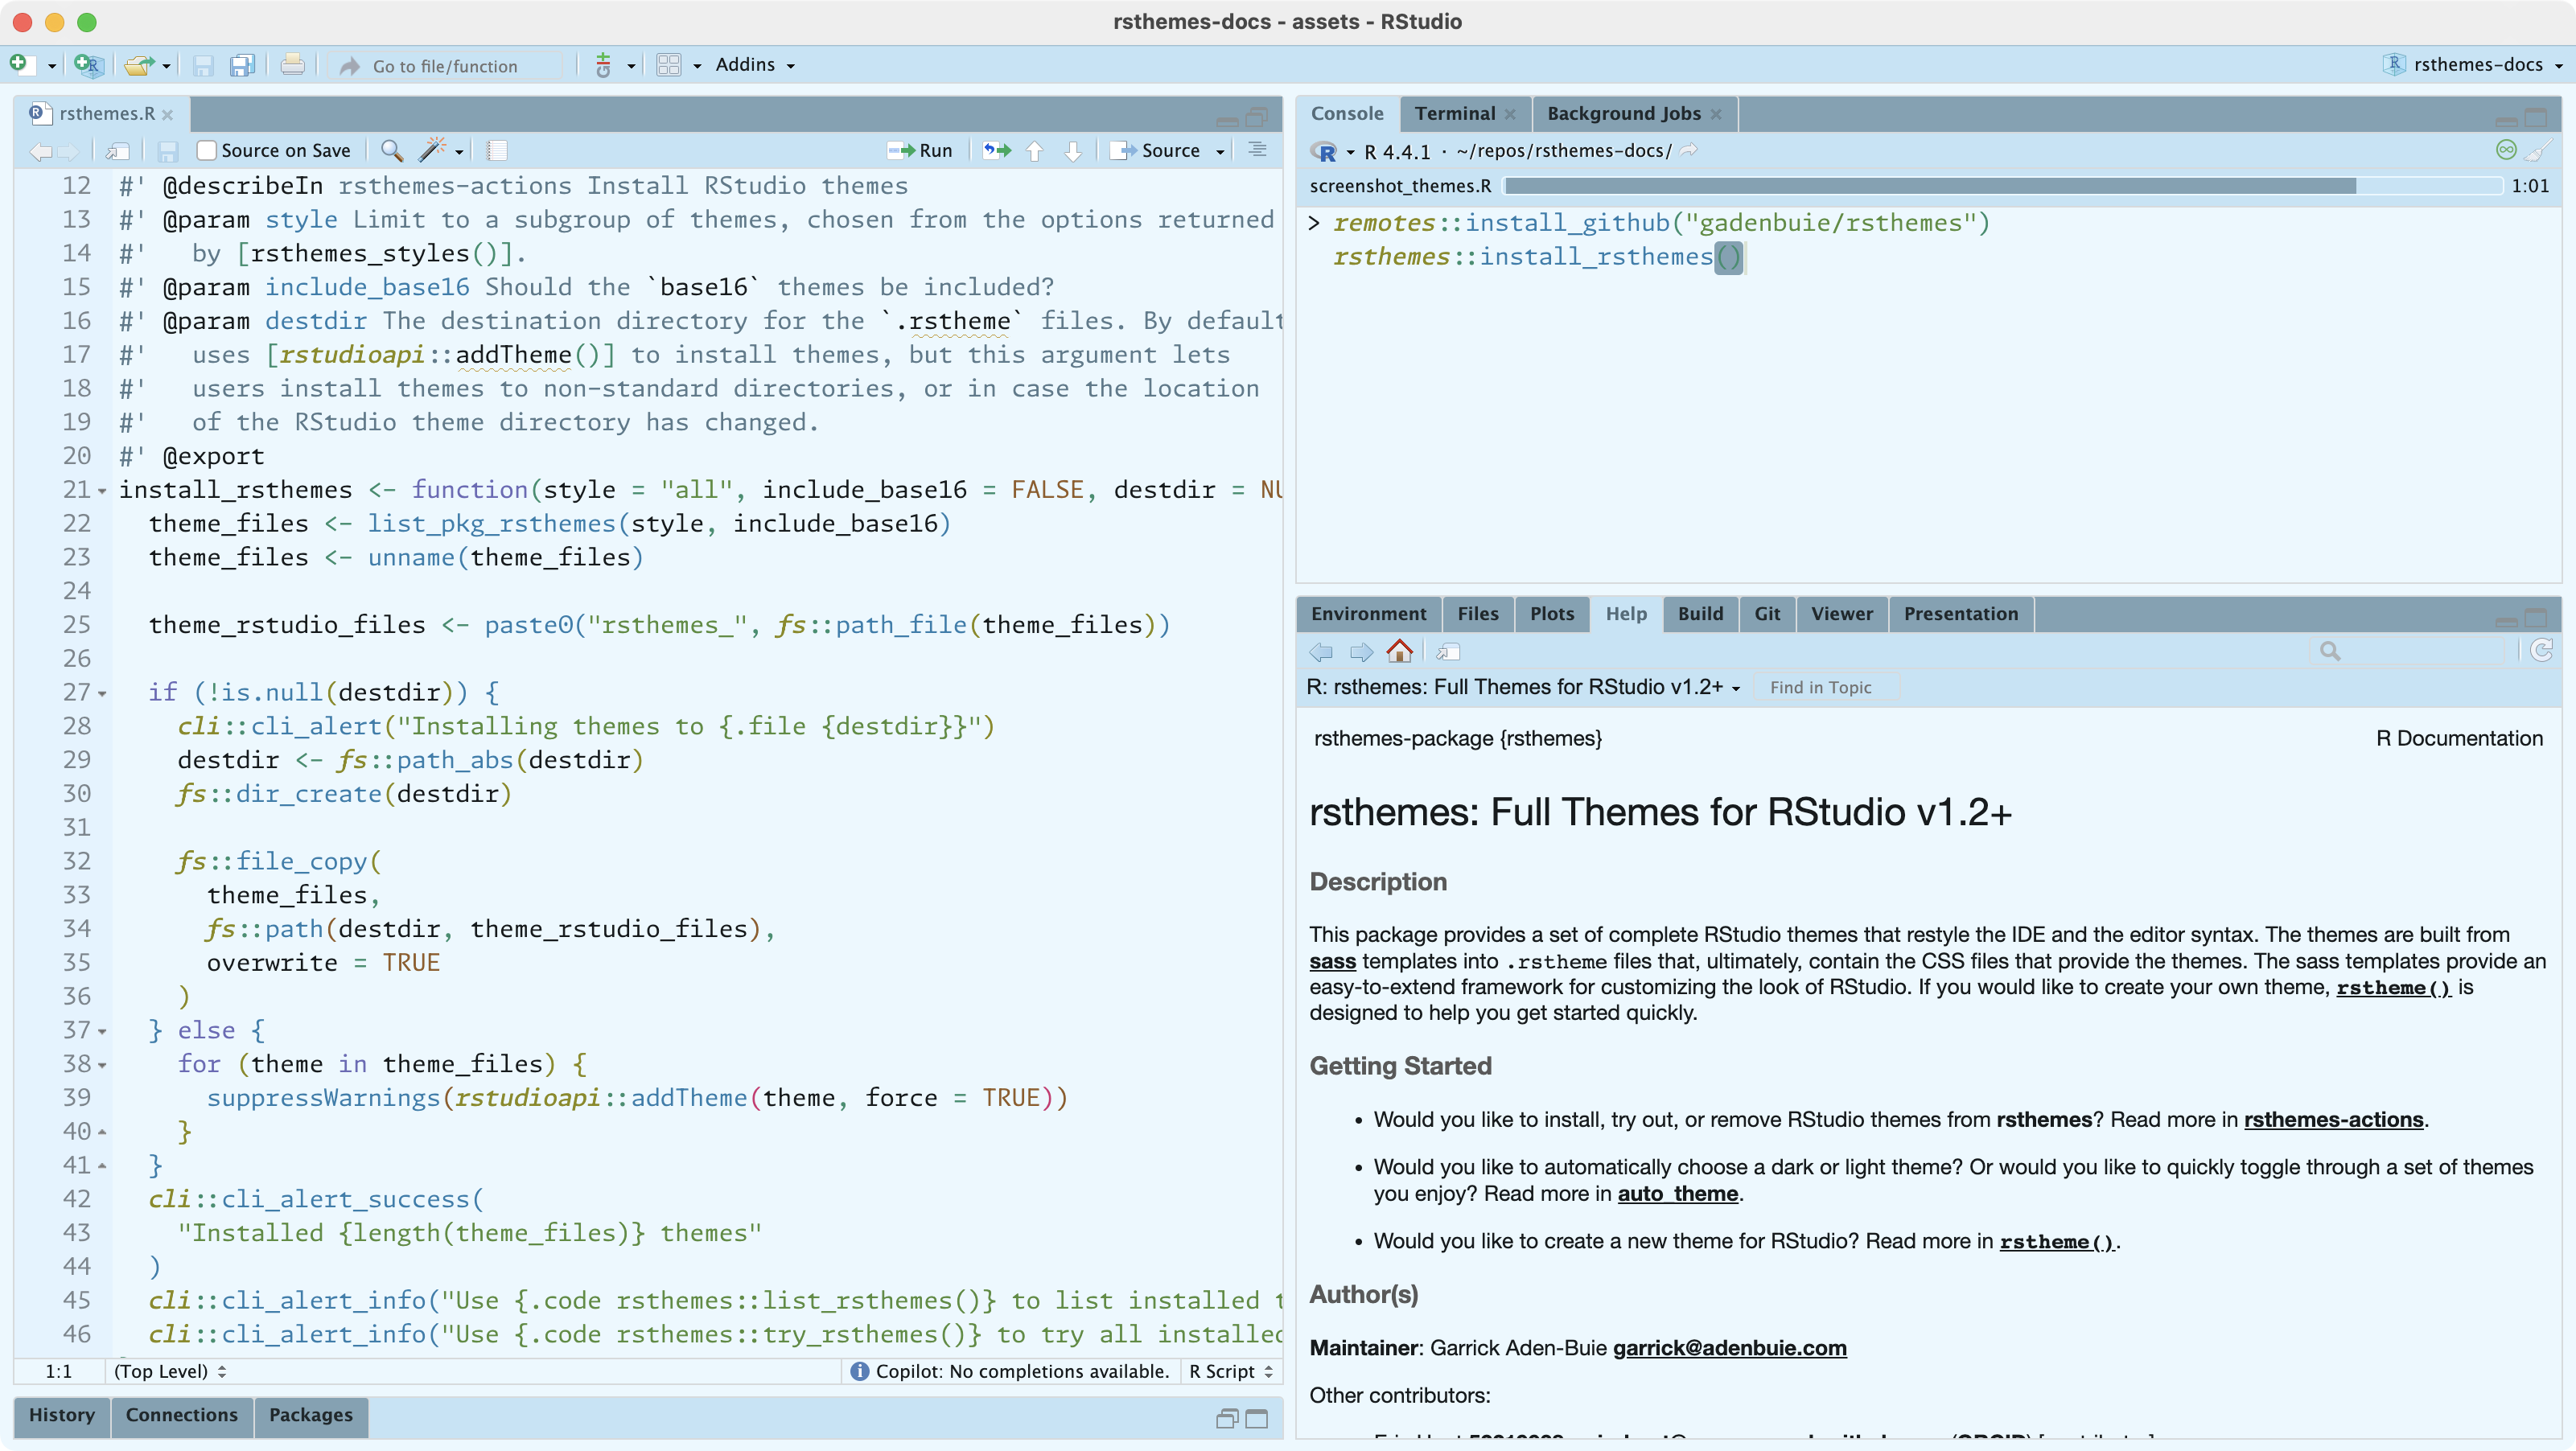 rsthemes-docs - assets - RStudio
Go to file/function
Addins
rsthemes-docs
rsthemes.R
Source on Save
Run
Source
12 #' @describeIn rsthemes-actions Install RStudio themes
13 #' @param style Limit to a subgroup of themes, chosen from the options returned
14 #'   by [rsthemes_styles()].
15 #' @param include_base16 Should the `base16` themes be included?
16 #' @param destdir The destination directory for the `.rstheme` files. By default
17 #'   uses [rstudioapi::addTheme()] to install themes, but this argument lets
18 #'   users install themes to non-standard directories, or in case the location
19 #'   of the RStudio theme directory has changed.
20 #' @export
21 install_rsthemes <- function(style = "all", include_base16 = FALSE, destdir = NU
22   theme_files <- list_pkg_rsthemes(style, include_base16)
23   theme_files <- unname(theme_files)
24
25   theme_rstudio_files <- paste0("rsthemes_", fs::path_file(theme_files))
26
27   if (!is.null(destdir)) {
28     cli::cli_alert("Installing themes to {.file {destdir}}")
29     destdir <- fs::path_abs(destdir)
30     fs::dir_create(destdir)
31
32     fs::file_copy(
33       theme_files,
34       fs::path(destdir, theme_rstudio_files),
35       overwrite = TRUE
36     )
37   } else {
38     for (theme in theme_files) {
39       suppressWarnings(rstudioapi::addTheme(theme, force = TRUE))
40     }
41   }
42   cli::cli_alert_success(
43     "Installed {length(theme_files)} themes"
44   )
45   cli::cli_alert_info("Use {.code rsthemes::list_rsthemes()} to list installed t
46   cli::cli_alert_info("Use {.code rsthemes::try_rsthemes()} to try all installed
1:1
(Top Level)
Copilot: No completions available.
R Script
History
Connections
Packages
Console
Terminal
Background Jobs
R 4.4.1 · ~/repos/rsthemes-docs/
screenshot_themes.R
1:01
> remotes::install_github("gadenbuie/rsthemes")
rsthemes::install_rsthemes()
Environment
Files
Plots
Help
Build
Git
Viewer
Presentation
R: rsthemes: Full Themes for RStudio v1.2+
Find in Topic
rsthemes-package {rsthemes}
R Documentation
rsthemes: Full Themes for RStudio v1.2+
Description
This package provides a set of complete RStudio themes that restyle the IDE and the editor syntax. The themes are built from
sass templates into .rstheme files that, ultimately, contain the CSS files that provide the themes. The sass templates provide an
easy-to-extend framework for customizing the look of RStudio. If you would like to create your own theme, rstheme() is
designed to help you get started quickly.
Getting Started
• Would you like to install, try out, or remove RStudio themes from rsthemes? Read more in rsthemes-actions.
• Would you like to automatically choose a dark or light theme? Or would you like to quickly toggle through a set of themes
you enjoy? Read more in auto_theme.
• Would you like to create a new theme for RStudio? Read more in rstheme().
Author(s)
Maintainer: Garrick Aden-Buie garrick@adenbuie.com
Other contributors: